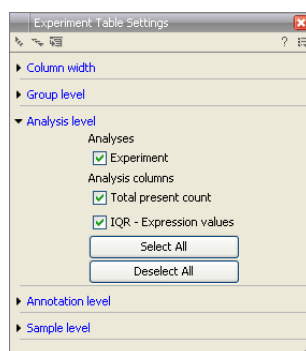 Experiment Table Settings
?
Column width
Group level
Analysis level
Analyses
Experiment
Analysis columns
Total present count
IQR - Expression values
Select All
Deselect All
Annotation level
Sample level